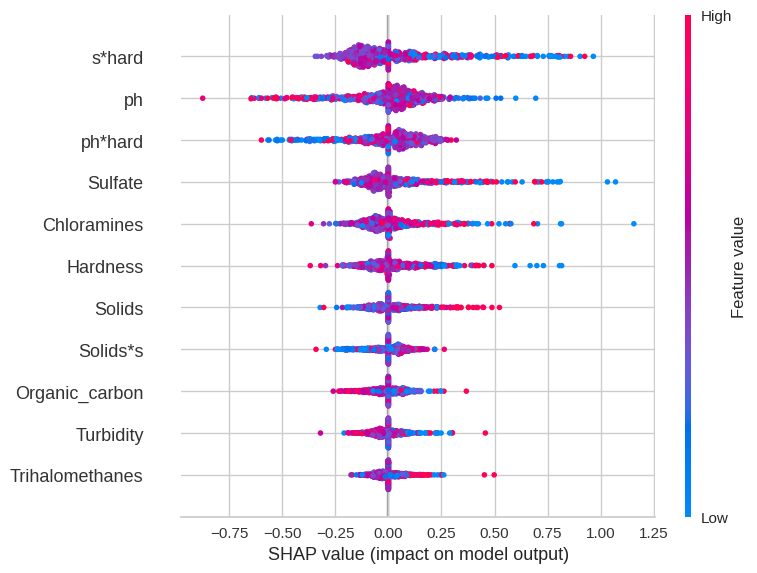 High
s*hard
ph
ph*hard
Sulfate
Chloramines
Hardness
Solids
Solids*s
Organic_carbon
Turbidity
Trihalomethanes
Feature value
Low
−0.75 −0.50 −0.25 0.00 0.25 0.50 0.75 1.00 1.25
SHAP value (impact on model output)